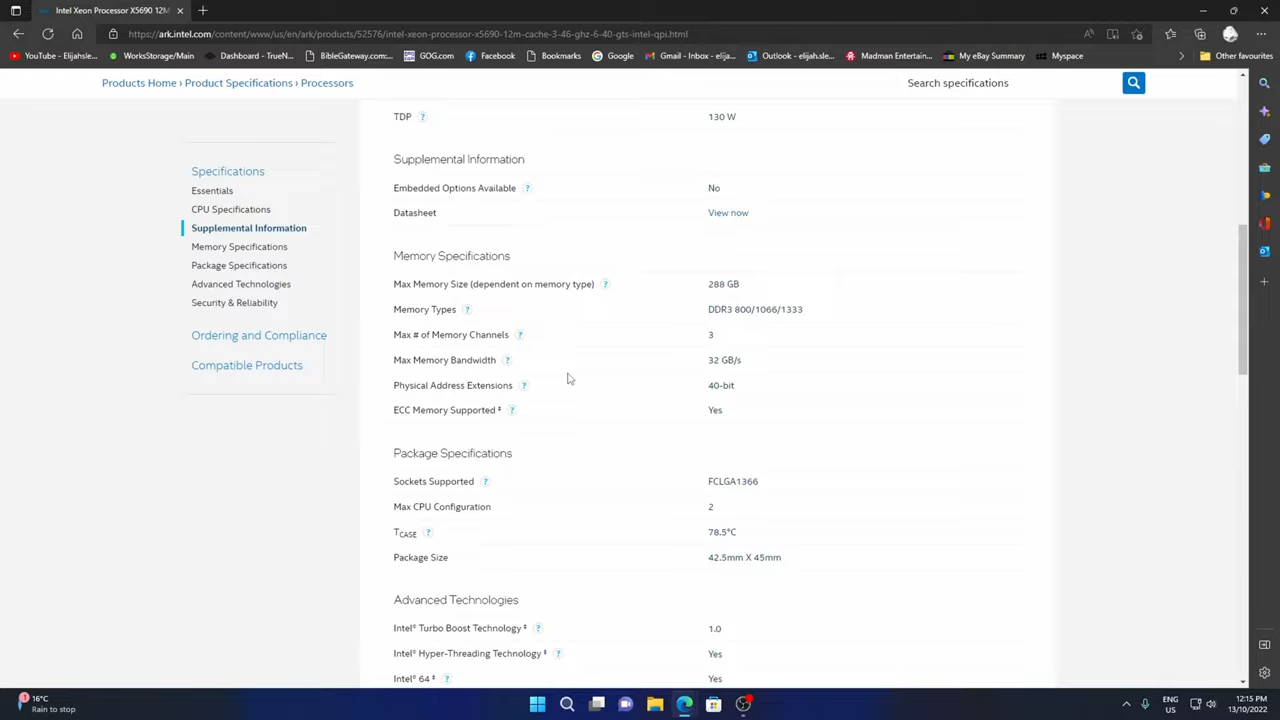 Intel Xeon Processor X5690 12M
https://ark.intel.com/content/www/us/en/ark/products/52576/intel-xeon-processor-x5690-12m-cache-3-46-ghz-6-40-gts-intel-qpi.html
YouTube - Elijahsle...
WorksStorage/Main
Dashboard - TrueN...
BibleGateway.com:...
GOG.com
Facebook
Bookmarks
Google
Gmail - Inbox - elija...
Outlook - elijah.sle...
Madman Entertain...
My eBay Summary
Myspace
Other favourites
Products Home › Product Specifications › Processors
Search specifications
Specifications
Essentials
CPU Specifications
Supplemental Information
Memory Specifications
Package Specifications
Advanced Technologies
Security & Reliability
Ordering and Compliance
Compatible Products
TDP ? 130 W
Supplemental Information
Embedded Options Available ? No
Datasheet View now
Memory Specifications
Max Memory Size (dependent on memory type) ? 288 GB
Memory Types ? DDR3 800/1066/1333
Max # of Memory Channels ? 3
Max Memory Bandwidth ? 32 GB/s
Physical Address Extensions ? 40-bit
ECC Memory Supported ‡ ? Yes
Package Specifications
Sockets Supported ? FCLGA1366
Max CPU Configuration 2
TCASE ? 78.5°C
Package Size 42.5mm X 45mm
Advanced Technologies
Intel® Turbo Boost Technology ‡ ? 1.0
Intel® Hyper-Threading Technology ‡ ? Yes
Intel® 64 ‡ ? Yes
16°C
Rain to stop
ENG
US
12:15 PM
13/10/2022